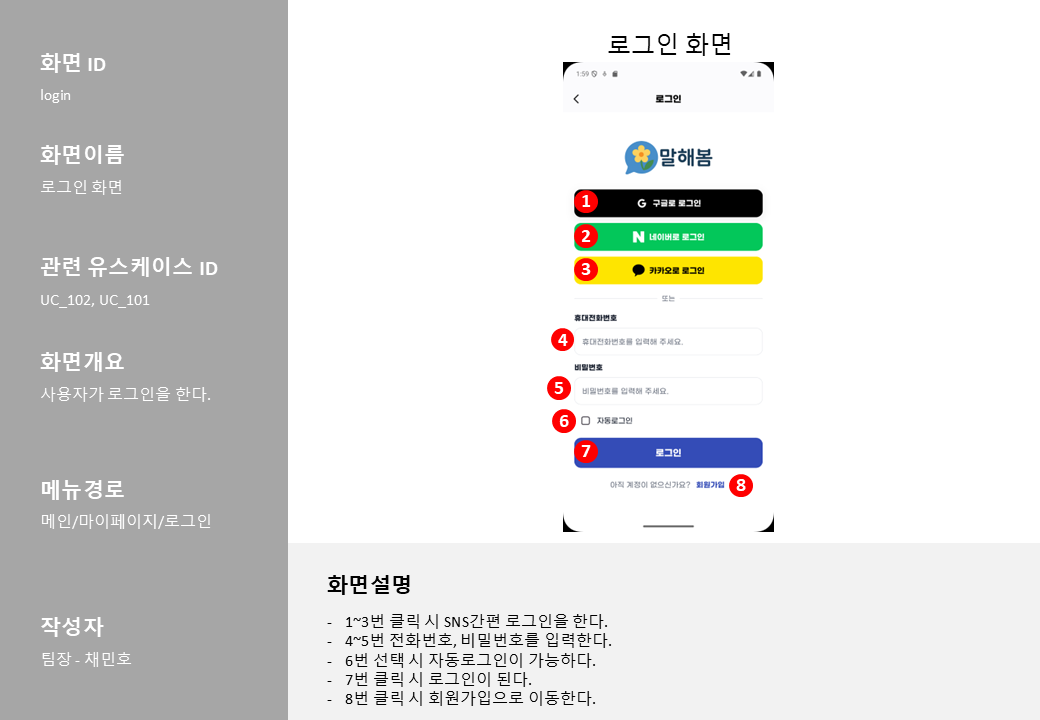 화면 ID
login
화면이름
로그인 화면
관련 유스케이스 ID
UC_102, UC_101
화면개요
사용자가 로그인을 한다.
메뉴경로
메인/마이페이지/로그인
작성자
팀장 - 채민호
로그인 화면
1:59
로그인
말해봄
1 G 구글로 로그인
2 N 네이버로 로그인
3 카카오로 로그인
또는
휴대전화번호
4 휴대전화번호를 입력해 주세요.
비밀번호
5 비밀번호를 입력해 주세요.
6 자동로그인
7 로그인
아직 계정이 없으신가요? 회원가입 8
화면설명
- 1~3번 클릭 시 SNS간편 로그인을 한다.
- 4~5번 전화번호, 비밀번호를 입력한다.
- 6번 선택 시 자동로그인이 가능하다.
- 7번 클릭 시 로그인이 된다.
- 8번 클릭 시 회원가입으로 이동한다.